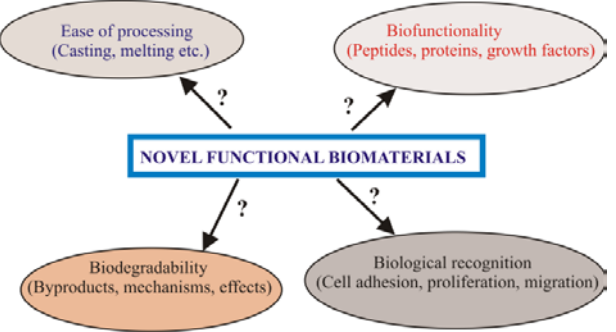 Ease of processing
(Casting, melting etc.)
Biofunctionality
(Peptides, proteins, growth factors)
?
?
NOVEL FUNCTIONAL BIOMATERIALS
?
?
Biodegradability
(Byproducts, mechanisms, effects)
Biological recognition
(Cell adhesion, proliferation, migration)